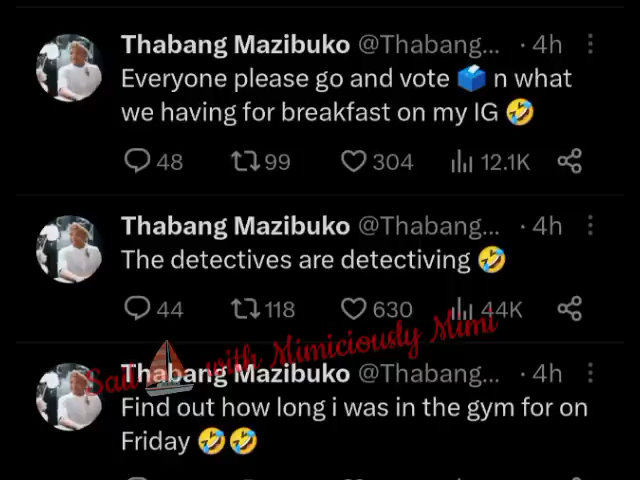 Thabang Mazibuko @Thabang... · 4h
Everyone please go and vote 🗳 n what
we having for breakfast on my IG 🤣
48 99 304 12.1K
Thabang Mazibuko @Thabang... · 4h
The detectives are detectiving 🤣
44 118 630 44K
Sail with Mimiciously Mimi
Thabang Mazibuko @Thabang... · 4h
Find out how long i was in the gym for on
Friday 🤣🤣